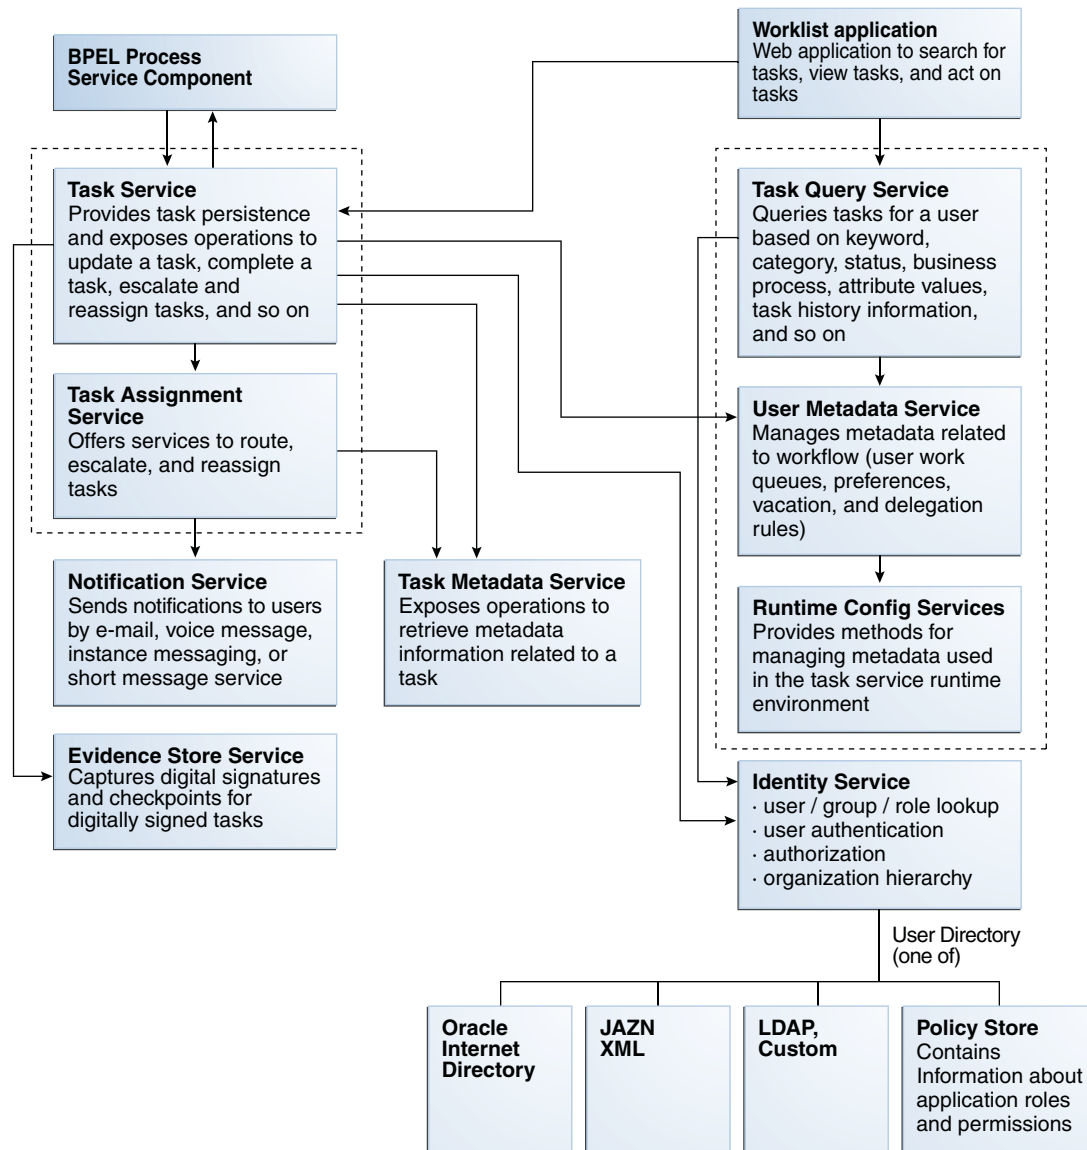 BPEL Process
Service Component
Worklist application
Web application to search for
tasks, view tasks, and act on
tasks
Task Service
Provides task persistence
and exposes operations to
update a task, complete a
task, escalate and
reassign tasks, and so on
Task Query Service
Queries tasks for a user
based on keyword,
category, status, business
process, attribute values,
task history information,
and so on
Task Assignment
Service
Offers services to route,
escalate, and reassign
tasks
User Metadata Service
Manages metadata related
to workflow (user work
queues, preferences,
vacation, and delegation
rules)
Notification Service
Sends notifications to users
by e-mail, voice message,
instance messaging, or
short message service
Task Metadata Service
Exposes operations to
retrieve metadata
information related to a
task
Runtime Config Services
Provides methods for
managing metadata used
in the task service runtime
environment
Evidence Store Service
Captures digital signatures
and checkpoints for
digitally signed tasks
Identity Service
· user / group / role lookup
· user authentication
· authorization
· organization hierarchy
User Directory
(one of)
Oracle
Internet
Directory
JAZN
XML
LDAP,
Custom
Policy Store
Contains
Information about
application roles
and permissions